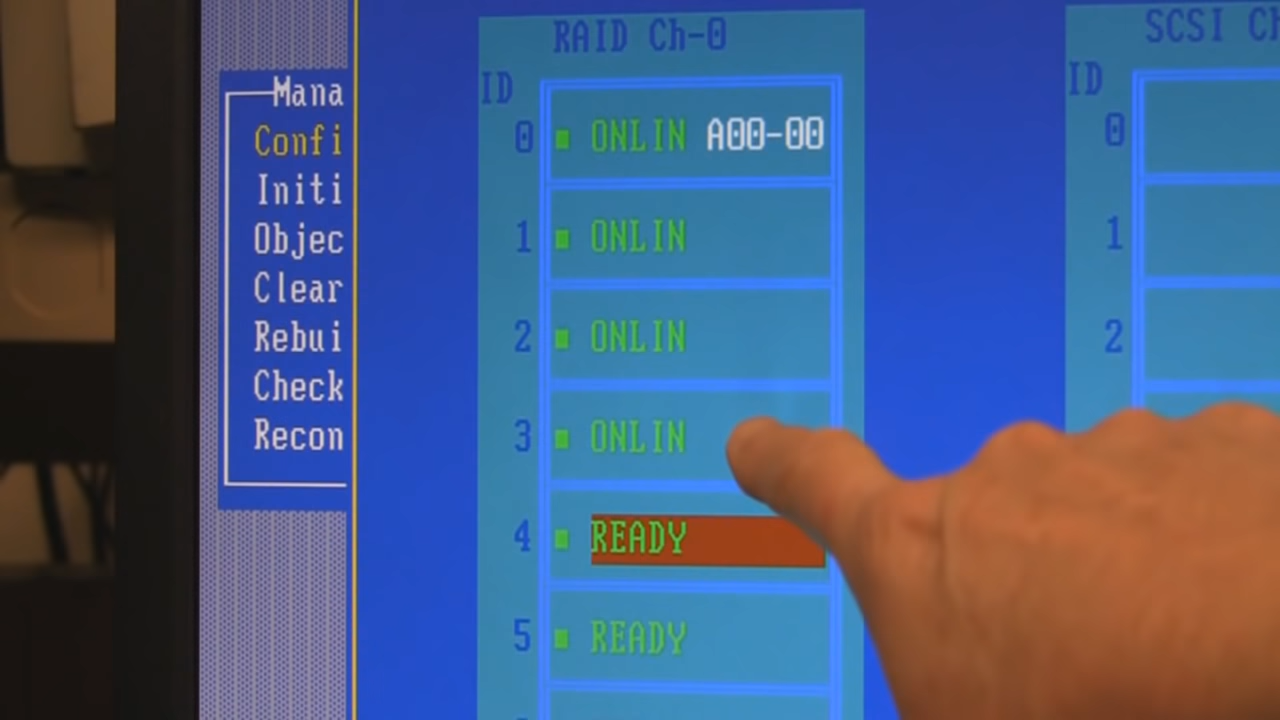 Mana
Confi
Initi
Objec
Clear
Rebui
Check
Recon
RAID Ch-0
ID
0 ONLIN A00-00
1 ONLIN
2 ONLIN
3 ONLIN
4 READY
5 READY
SCSI Ch
ID
0
1
2